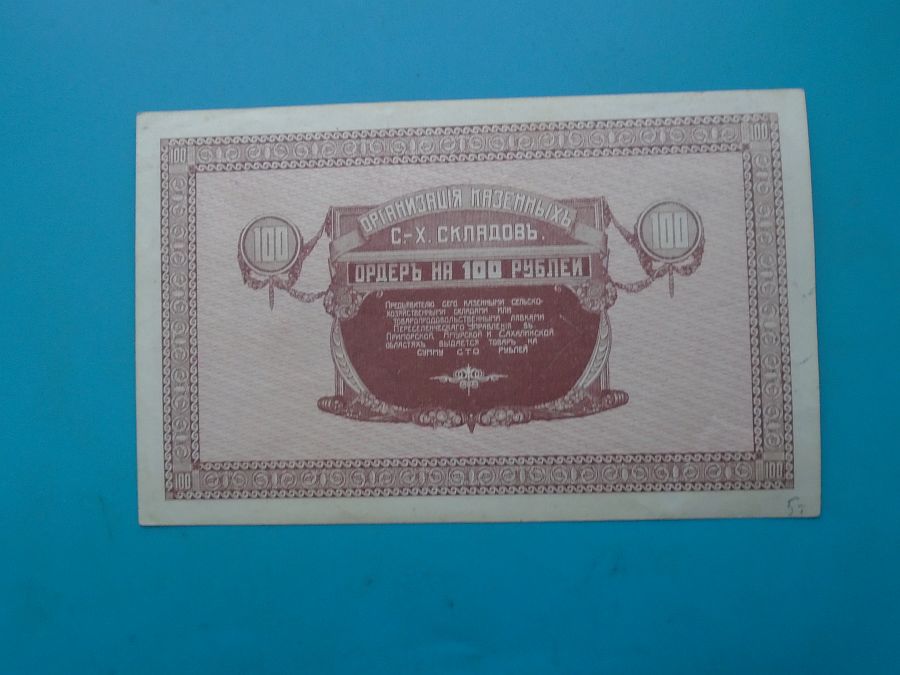 100 100
ОРГАНИЗАЦІЯ КАЗЕННЫХЪ
С.-Х. СКЛАДОВЪ.
100 100
ОРДЕРЪ НА 100 РУБЛЕЙ
Предъявителю сего казенными сельско-
хозяйственными складами или
товаропродовольственными лавками
Переселенческаго Управленія въ
Приморской, Амурской и Сахалинской
областяхъ выдается товаръ на
сумму сто рублей
100 100